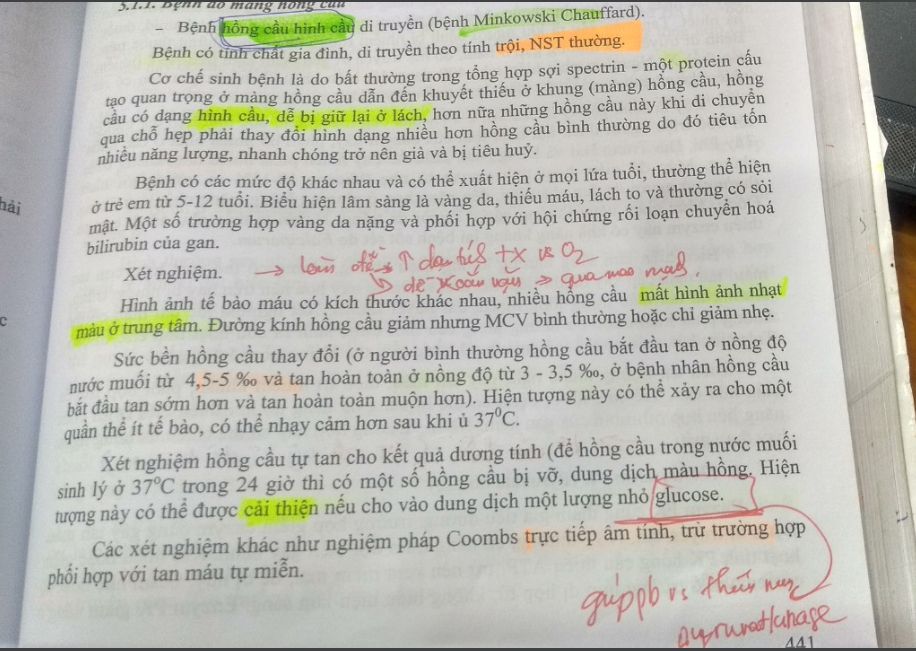 5.1.1. Bệnh do màng hồng cầu
– Bệnh hồng cầu hình cầu di truyền (bệnh Minkowski Chauffard).
Bệnh có tính chất gia đình, di truyền theo tính trội, NST thường.
Cơ chế sinh bệnh là do bất thường trong tổng hợp sợi spectrin - một protein cấu
tạo quan trọng ở màng hồng cầu dẫn đến khuyết thiếu ở khung (màng) hồng cầu, hồng
cầu có dạng hình cầu, dễ bị giữ lại ở lách, hơn nữa những hồng cầu này khi di chuyển
qua chỗ hẹp phải thay đổi hình dạng nhiều hơn hồng cầu bình thường do đó tiêu tốn
nhiều năng lượng, nhanh chóng trở nên già và bị tiêu huỷ.
Bệnh có các mức độ khác nhau và có thể xuất hiện ở mọi lứa tuổi, thường thể hiện
ở trẻ em từ 5-12 tuổi. Biểu hiện lâm sàng là vàng da, thiếu máu, lách to và thường có sỏi
mật. Một số trường hợp vàng da nặng và phối hợp với hội chứng rối loạn chuyển hoá
bilirubin của gan.
Xét nghiệm. → lõm đĩa ↑ tx vs O2
dễ xoắn vặn → qua mao mạch.
Hình ảnh tế bào máu có kích thước khác nhau, nhiều hồng cầu mất hình ảnh nhạt
màu ở trung tâm. Đường kính hồng cầu giảm nhưng MCV bình thường hoặc chỉ giảm nhẹ.
Sức bền hồng cầu thay đổi (ở người bình thường hồng cầu bắt đầu tan ở nồng độ
nước muối từ 4,5-5 ‰ và tan hoàn toàn ở nồng độ từ 3 - 3,5 ‰, ở bệnh nhân hồng cầu
bắt đầu tan sớm hơn và tan hoàn toàn muộn hơn). Hiện tượng này có thể xảy ra cho một
quần thể ít tế bào, có thể nhạy cảm hơn sau khi ủ 37⁰C.
Xét nghiệm hồng cầu tự tan cho kết quả dương tính (để hồng cầu trong nước muối
sinh lý ở 37⁰C trong 24 giờ thì có một số hồng cầu bị vỡ, dung dịch màu hồng. Hiện
tượng này có thể được cải thiện nếu cho vào dung dịch một lượng nhỏ glucose.
Các xét nghiệm khác như nghiệm pháp Coombs trực tiếp âm tính, trừ trường hợp
phối hợp với tan máu tự miễn.
giúp pb vs thiếu
441